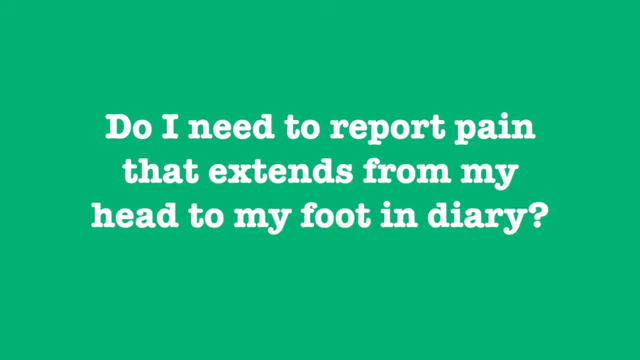 Do I need to report pain
that extends from my
head to my foot in diary?